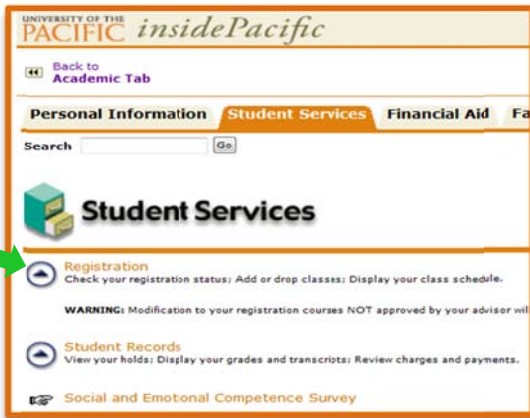 UNIVERSITY OF THE
PACIFIC insidePacific
Back to
Academic Tab
Personal Information Student Services Financial Aid Fa
Search Go
Student Services
Registration
Check your registration status; Add or drop classes; Display your class schedule.
WARNING: Modification to your registration courses NOT approved by your advisor wil
Student Records
View your holds; Display your grades and transcripts; Review charges and payments.
Social and Emotional Competence Survey